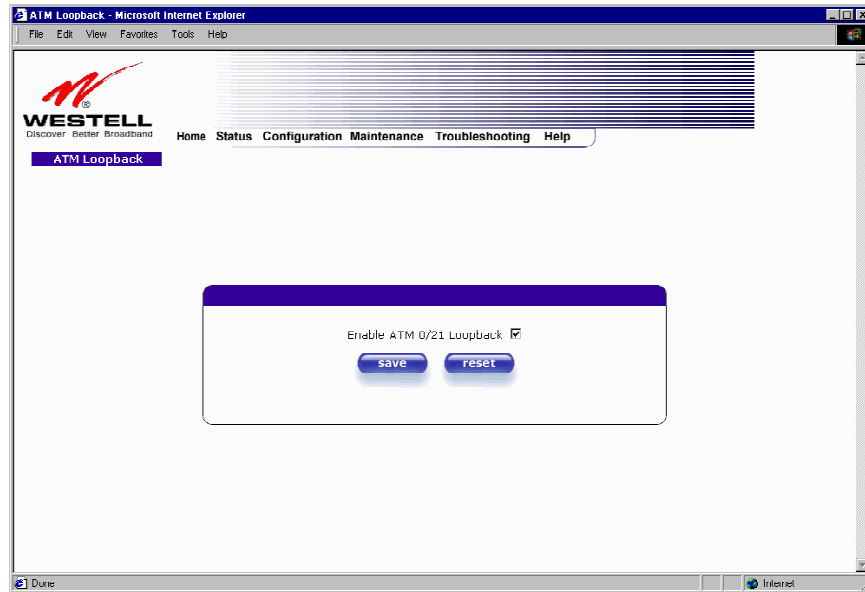 ATM Loopback - Microsoft Internet Explorer
File Edit View Favorites Tools Help
WESTELL
®
Discover Better Broadband
Home Status Configuration Maintenance Troubleshooting Help
ATM Loopback
Enable ATM 0/21 Loopback
save reset
Done
Internet